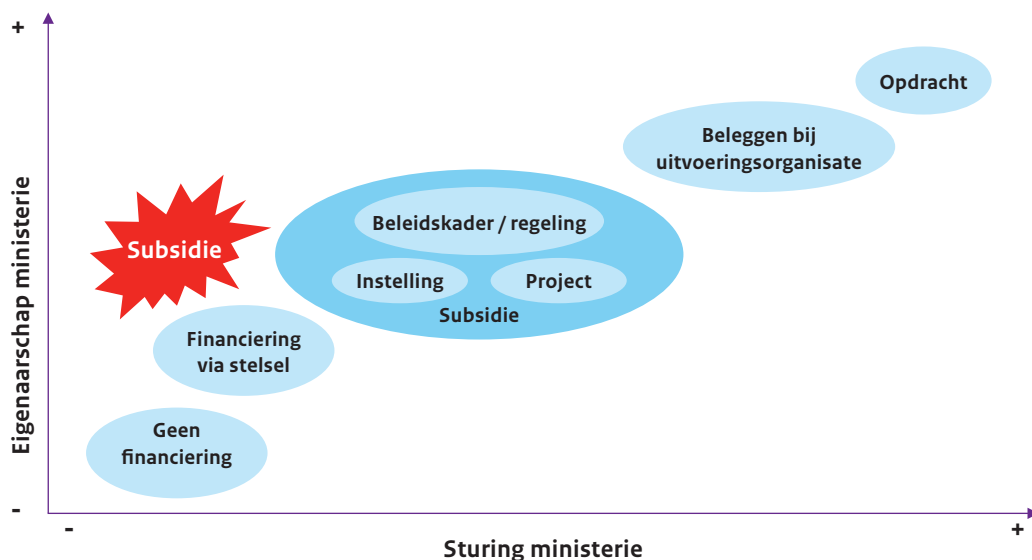 +
Opdracht
Beleggen bij
uitvoeringsorganisate
Subsidie
Beleidskader / regeling
Instelling
Project
Subsidie
Financiering
via stelsel
Geen
financiering
Eigenaarschap ministerie
-
-
+
Sturing ministerie